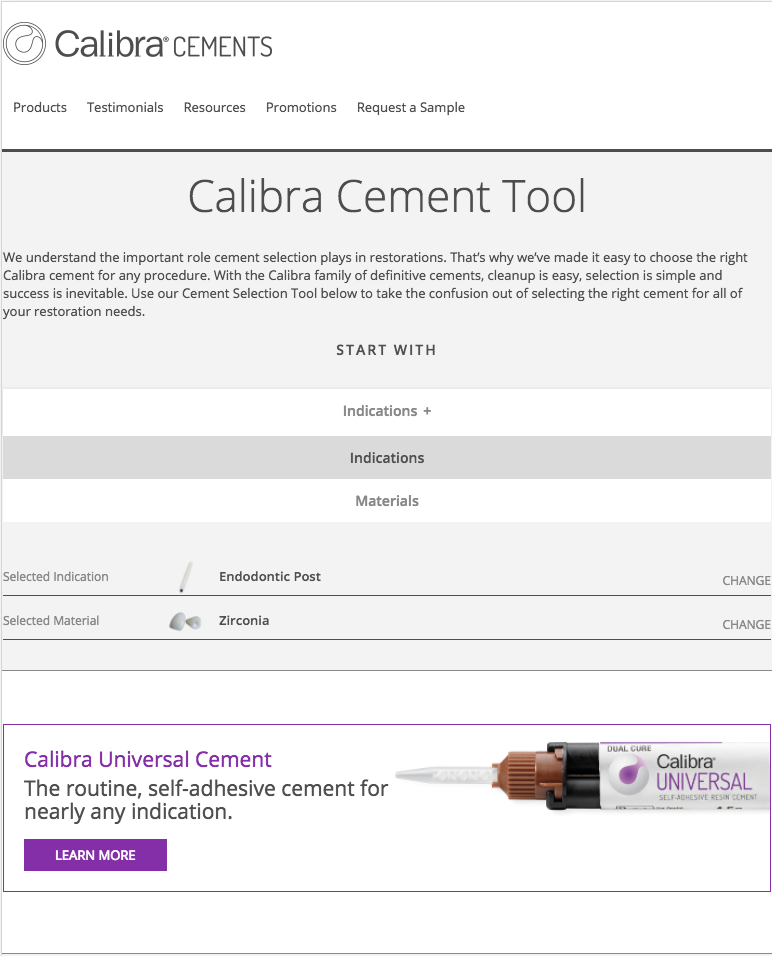 Calibra® CEMENTS
Products Testimonials Resources Promotions Request a Sample
Calibra Cement Tool
We understand the important role cement selection plays in restorations. That's why we've made it easy to choose the right
Calibra cement for any procedure. With the Calibra family of definitive cements, cleanup is easy, selection is simple and
success is inevitable. Use our Cement Selection Tool below to take the confusion out of selecting the right cement for all of
your restoration needs.
START WITH
Indications +
Indications
Materials
Selected Indication Endodontic Post CHANGE
Selected Material Zirconia CHANGE
Calibra Universal Cement
The routine, self-adhesive cement for
nearly any indication.
LEARN MORE
DUAL CURE
Calibra®
UNIVERSAL
SELF-ADHESIVE RESIN CEMENT